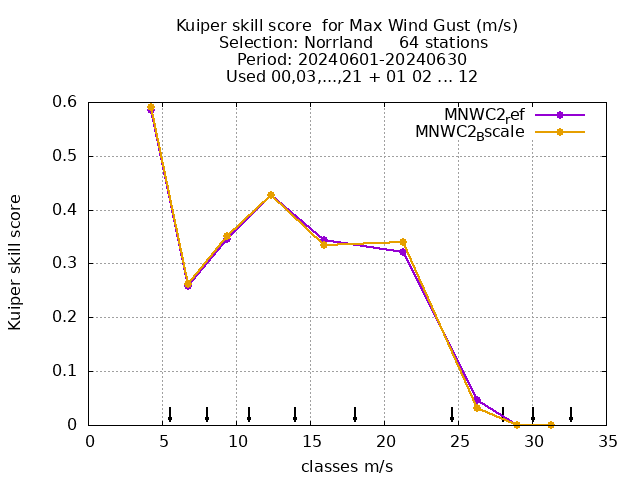 Kuiper skill score  for Max Wind Gust (m/s)
Selection: Norrland     64 stations
Period: 20240601-20240630
Used 00,03,...,21 + 01 02 ... 12
MNWC2ref
MNWC2Bscale
Kuiper skill score
0.6
0.5
0.4
0.3
0.2
0.1
0
0 5 10 15 20 25 30 35
classes m/s